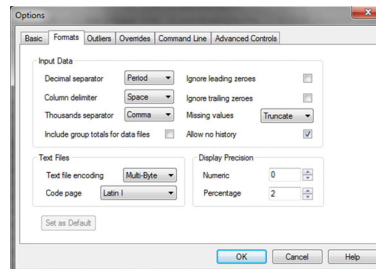 Options
Basic Formats Outliers Overrides Command Line Advanced Controls
Input Data
Decimal separator Period Ignore leading zeroes
Column delimiter Space Ignore trailing zeroes
Thousands separator Comma Missing values Truncate
Include group totals for data files Allow no history
Text Files Display Precision
Text file encoding Multi-Byte Numeric 0
Code page Latin I Percentage 2
Set as Default
OK Cancel Help